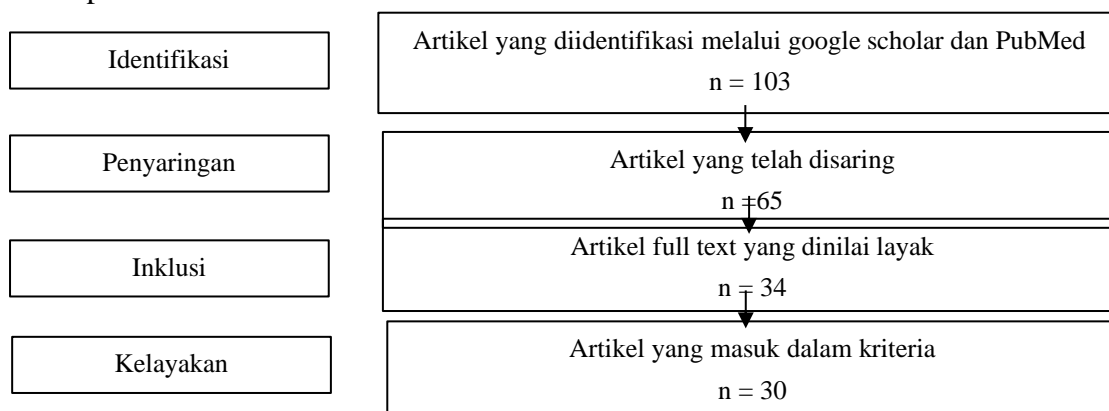 Identifikasi
Artikel yang diidentifikasi melalui google scholar dan PubMed
n = 103
Penyaringan
Artikel yang telah disaring
n =65
Inklusi
Artikel full text yang dinilai layak
n = 34
Kelayakan
Artikel yang masuk dalam kriteria
n = 30